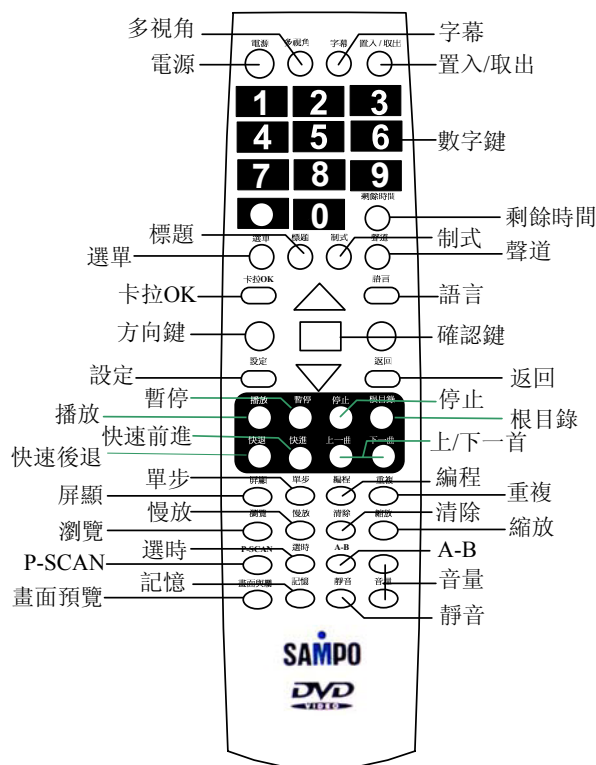 多視角 字幕
電源 置入/取出
電源 多視角 字幕 置入/取出
1 2 3
4 5 6 數字鍵
7 8 9
剩餘時間
0 剩餘時間
標題 制式
選單 標題 制式 聲道
選單 聲道
卡拉OK 語言
卡拉OK 語言
方向鍵 確認鍵
設定 返回
設定 返回
暫停 停止
播放 暫停 停止 根目錄
播放 根目錄
快速前進 上/下一首
快退 快進 上一曲 下一曲
快速後退
單步 編程
屏顯 單步 編程 重複
屏顯 重複
慢放 清除
瀏覽 慢放 清除 縮放
瀏覽 縮放
選時 A-B
P-SCAN 選時 A-B
P-SCAN
記憶 音量
記憶 靜音 音量
畫面預覽 靜音
SAMPO
DVD
VIDEO